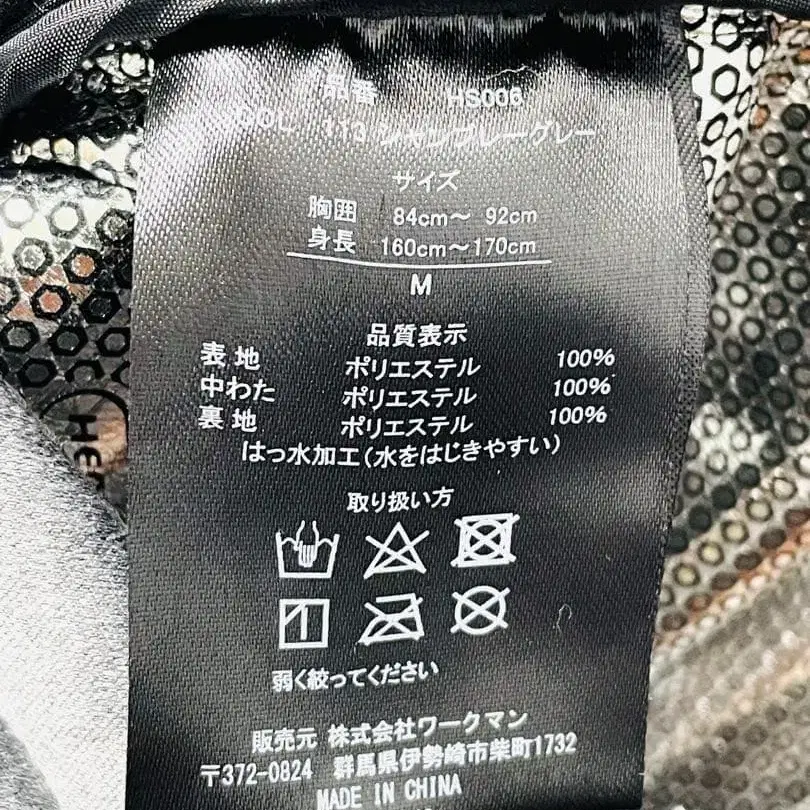 品番 HS006
COL 113 シャンブレーグレー
サイズ
胸囲 84cm～ 92cm
身長 160cm～170cm
M
品質表示
表 地 ポリエステル 100%
中わた ポリエステル 100%
裏 地 ポリエステル 100%
はっ水加工(水をはじきやすい)
取り扱い方
弱く絞ってください
販売元 株式会社ワークマン
〒372-0824 群馬県伊勢崎市柴町1732
MADE IN CHINA